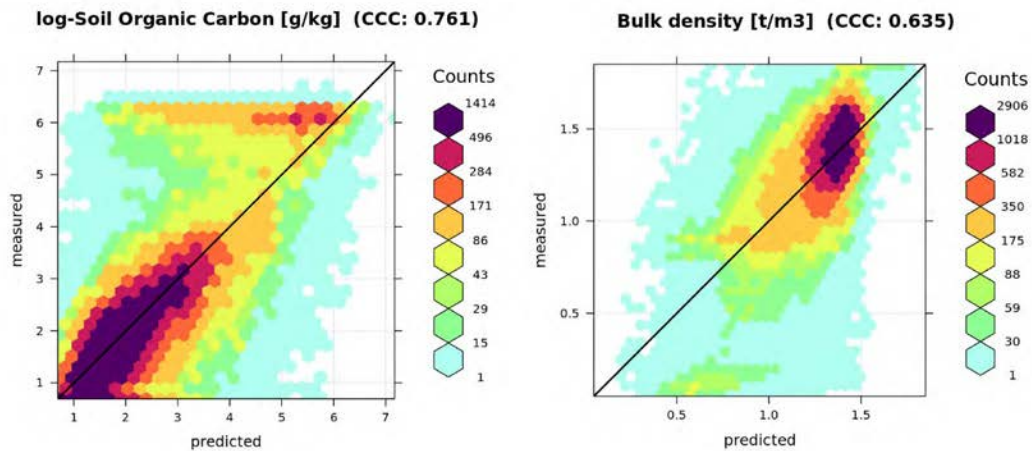 log-Soil Organic Carbon [g/kg] (CCC: 0.761)
7
6
5
4
3
2
1
measured
1 2 3 4 5 6 7
predicted
Counts
1414
496
284
171
86
43
29
15
1
Bulk density [t/m3] (CCC: 0.635)
1.5
1.0
0.5
measured
0.5 1.0 1.5
predicted
Counts
2906
1018
582
350
175
88
59
30
1